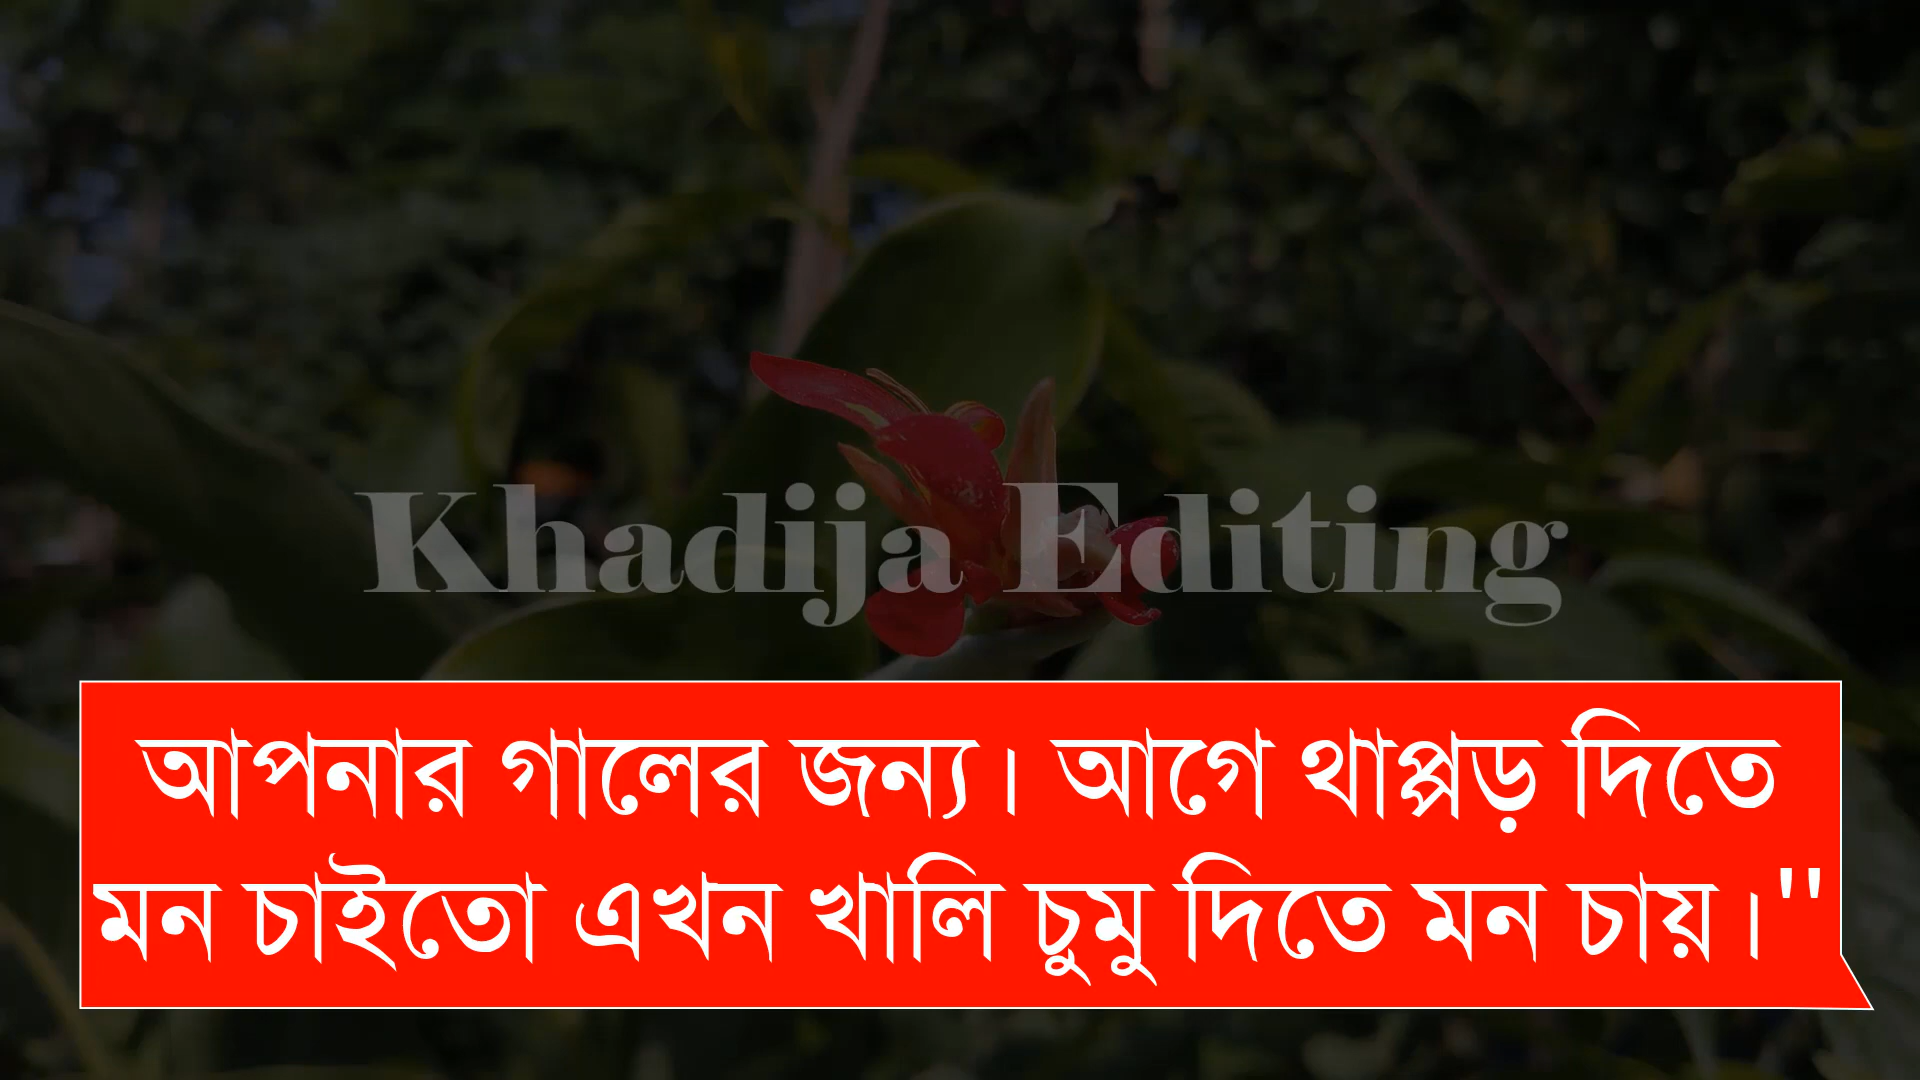 Khadija Editing
আপনার গালের জন্য। আগে থাপ্পড় দিতে
মন চাইতো এখন খালি চুমু দিতে মন চায়।"